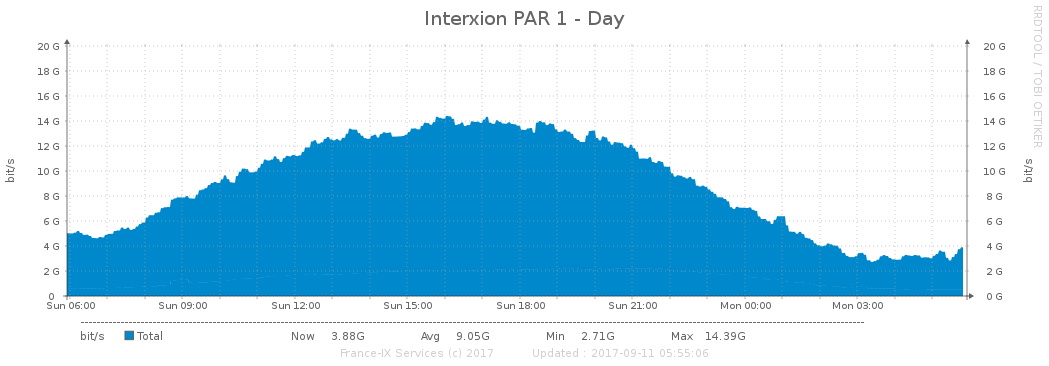 Interxion PAR 1 - Day
RRDTOOL / TOBI OETIKER
20 G 20 G
18 G 18 G
16 G 16 G
14 G 14 G
12 G 12 G
10 G 10 G
8 G 8 G
6 G 6 G
4 G 4 G
2 G 2 G
0 0 G
bit/s bit/s
Sun 06:00 Sun 09:00 Sun 12:00 Sun 15:00 Sun 18:00 Sun 21:00 Mon 00:00 Mon 03:00
bit/s Total Now 3.88G Avg 9.05G Min 2.71G Max 14.39G
France-IX Services (c) 2017 Updated : 2017-09-11 05:55:06